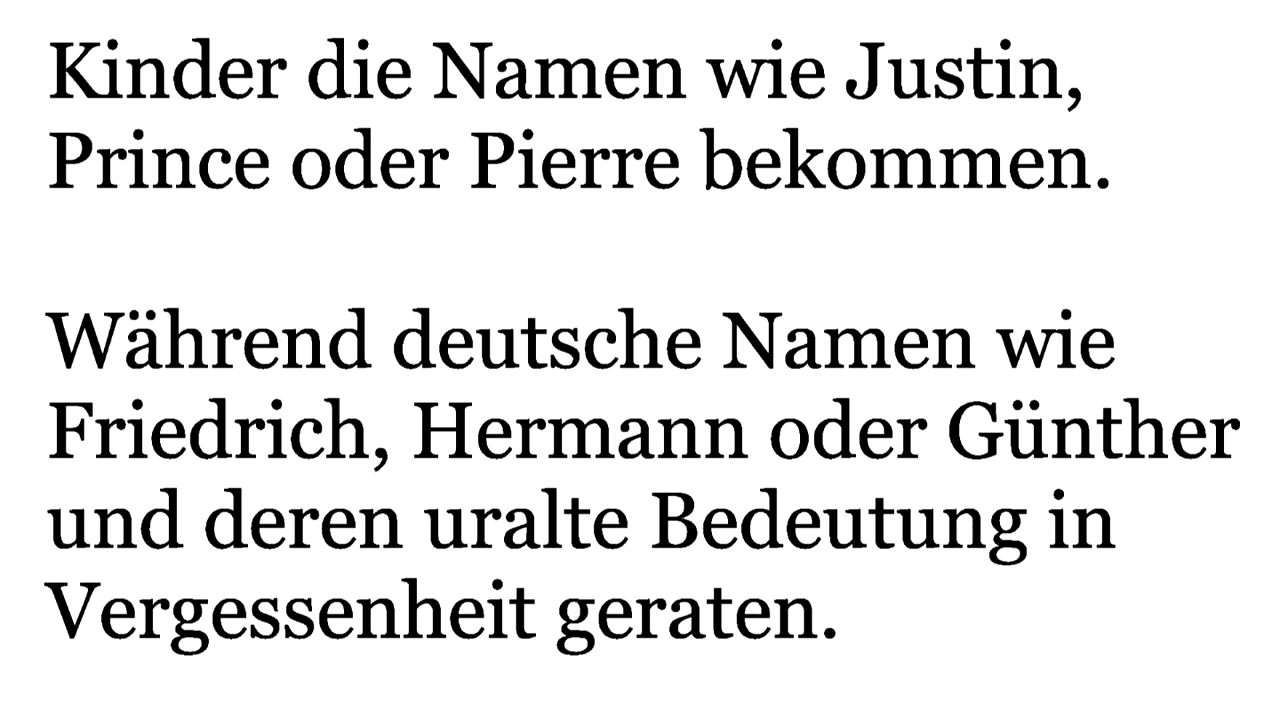 Kinder die Namen wie Justin,
Prince oder Pierre bekommen.
Während deutsche Namen wie
Friedrich, Hermann oder Günther
und deren uralte Bedeutung in
Vergessenheit geraten.